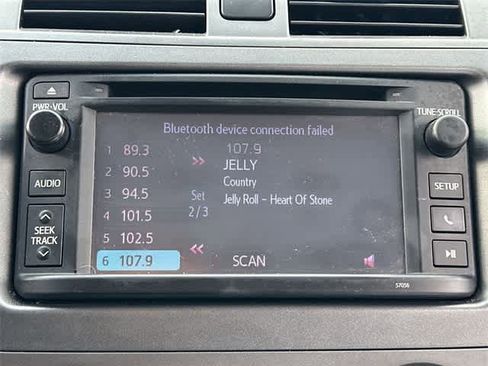 PWR•VOL
TUNE•SCROLL
Bluetooth device connection failed
1 89.3
2 90.5
3 94.5
4 101.5
5 102.5
6 107.9
>>
Set
2/3
<<
107.9
JELLY
Country
Jelly Roll - Heart Of Stone
SCAN
AUDIO
SEEK
TRACK
SETUP
57056